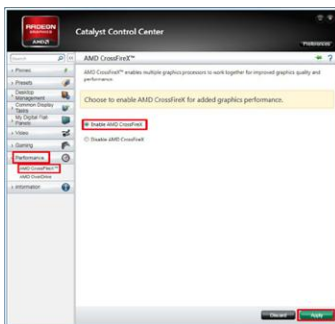 RADEON
GRAPHICS
AMD
Catalyst Control Center
Preferences
Search
AMD CrossFireX™
Pinned
Presets
Desktop
Management
Common Display
Tasks
My Digital Flat-
Panels
Video
Gaming
Performance
AMD CrossFireX™
AMD OverDrive
Information
AMD CrossFireX™ enables multiple graphics processors to work together for improved graphics quality and
performance.
Choose to enable AMD CrossFireX for added graphics performance.
Enable AMD CrossFireX
Disable AMD CrossFireX
Discard
Apply